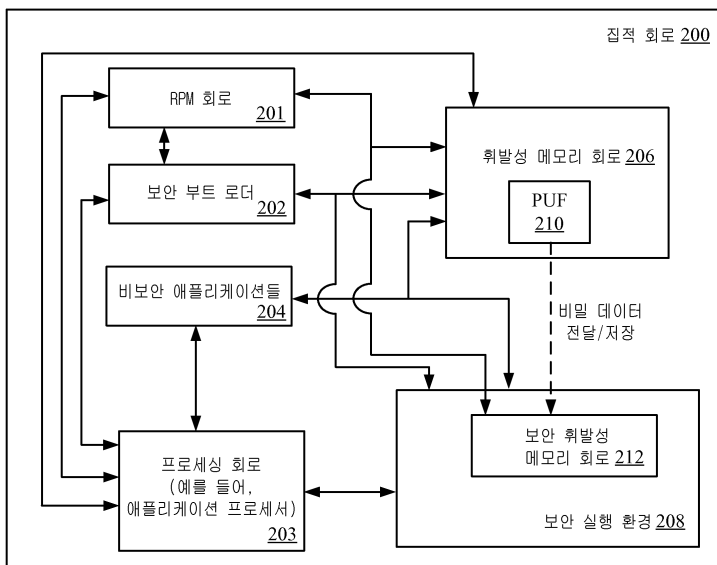 집적 회로 200
RPM 회로
201
보안 부트 로더
202
휘발성 메모리 회로 206
PUF
210
비보안 애플리케이션들
204
비밀 데이터
전달/저장
프로세싱 회로
(예를 들어,
애플리케이션 프로세서)
203
보안 휘발성
메모리 회로 212
보안 실행 환경 208